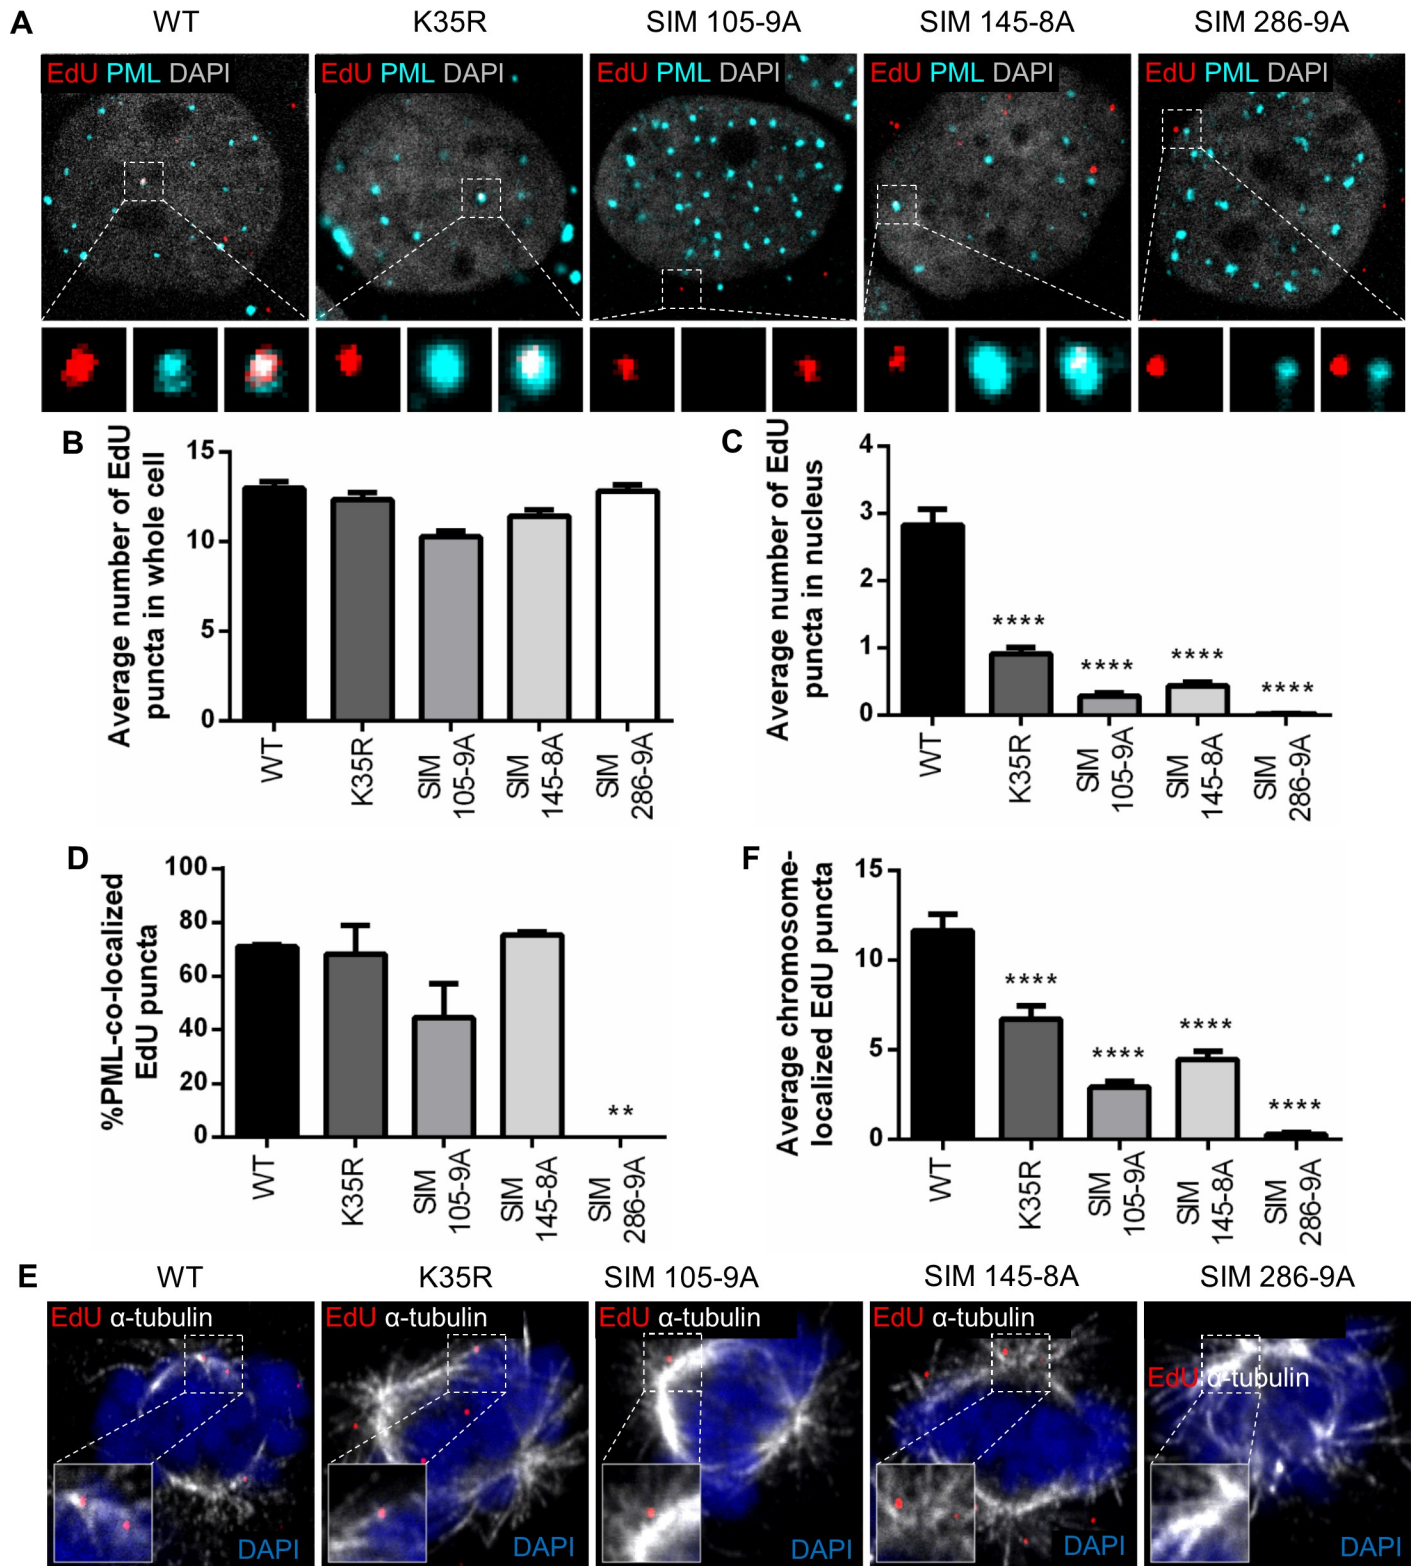 A
WT
K35R
SIM 105-9A
SIM 145-8A
SIM 286-9A
EdU PML DAPI
EdU PML DAPI
EdU PML DAPI
EdU PML DAPI
EdU PML DAPI
B
Average number of EdU
puncta in whole cell
15
10
5
0
WT
K35R
SIM
105-9A
SIM
145-8A
SIM
286-9A
C
Average number of EdU
puncta in nucleus
4
3
2
1
0
****
****
****
****
WT
K35R
SIM
105-9A
SIM
145-8A
SIM
286-9A
D
%PML-co-localized
EdU puncta
100
80
60
40
20
0
**
WT
K35R
SIM
105-9A
SIM
145-8A
SIM
286-9A
F
Average chromosome-
localized EdU puncta
15
10
5
0
****
****
****
****
WT
K35R
SIM
105-9A
SIM
145-8A
SIM
286-9A
E
WT
K35R
SIM 105-9A
SIM 145-8A
SIM 286-9A
EdU α-tubulin
EdU α-tubulin
EdU α-tubulin
EdU α-tubulin
EdU α-tubulin
DAPI
DAPI
DAPI
DAPI
DAPI